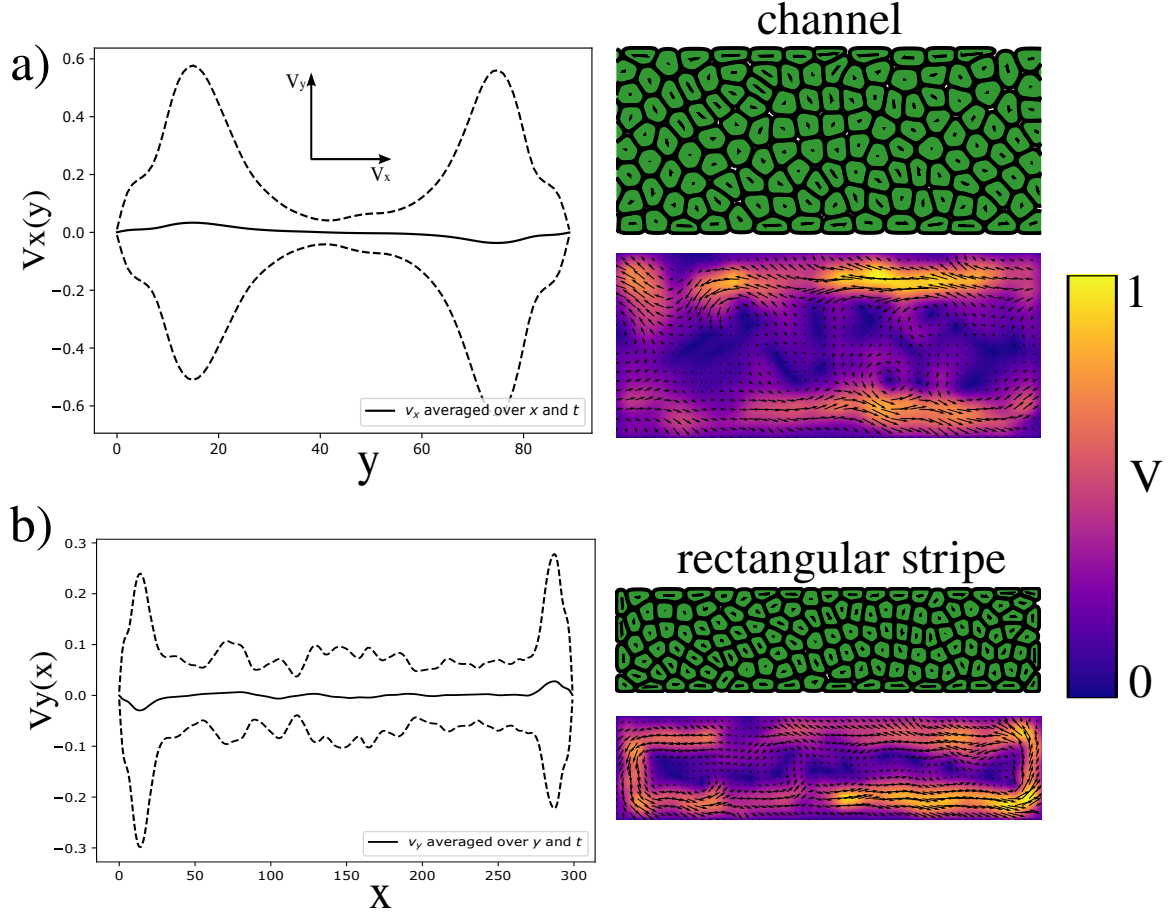 channel
a)
0.6
0.4
0.2
0.0
−0.2
−0.4
−0.6
Vx(y)
Vy
Vx
vx averaged over x and t
0 20 40 60 80
y
1
V
0
b)
rectangular stripe
0.3
0.2
0.1
0.0
−0.1
−0.2
−0.3
Vy(x)
vy averaged over y and t
0 50 100 150 200 250 300
x